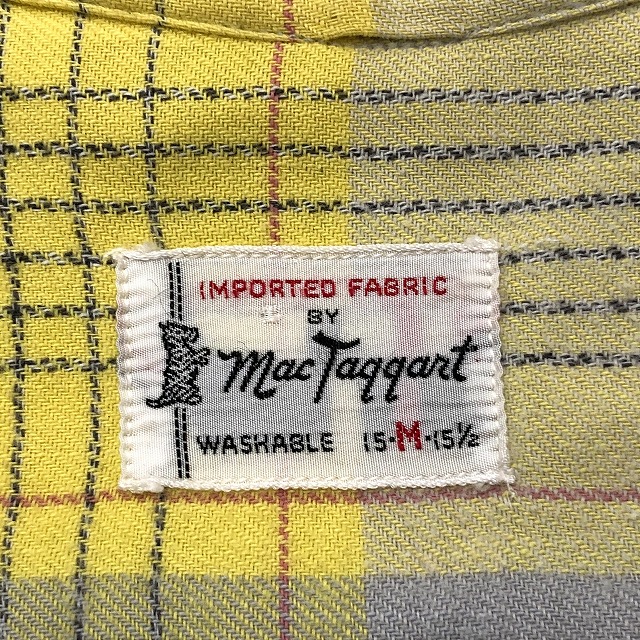 IMPORTED FABRIC
BY
MacTaggart
WASHABLE 15-M-15½